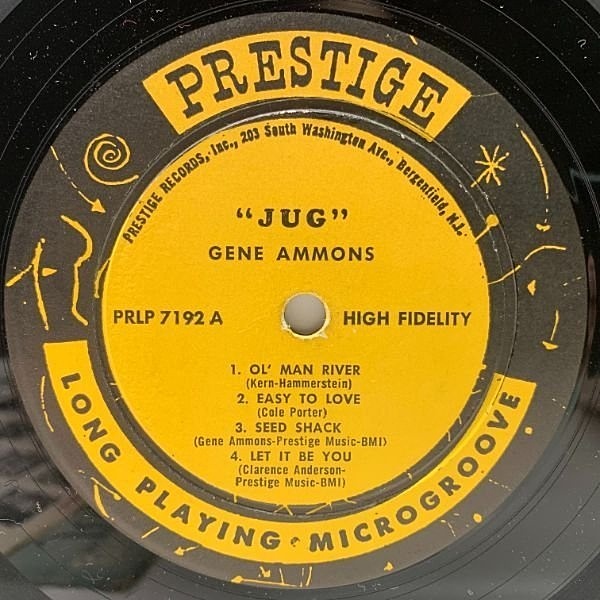 PRESTIGE
PRESTIGE RECORDS, Inc., 203 South Washington Ave., Bergenfield, N.J.
"JUG"
GENE AMMONS
PRLP 7192 A
HIGH FIDELITY
1. OL' MAN RIVER
(Kern-Hammerstein)
2. EASY TO LOVE
(Cole Porter)
3. SEED SHACK
(Gene Ammons-Prestige Music-BMI)
4. LET IT BE YOU
(Clarence Anderson-
Prestige Music-BMI)
LONG PLAYING · MICROGROOVE